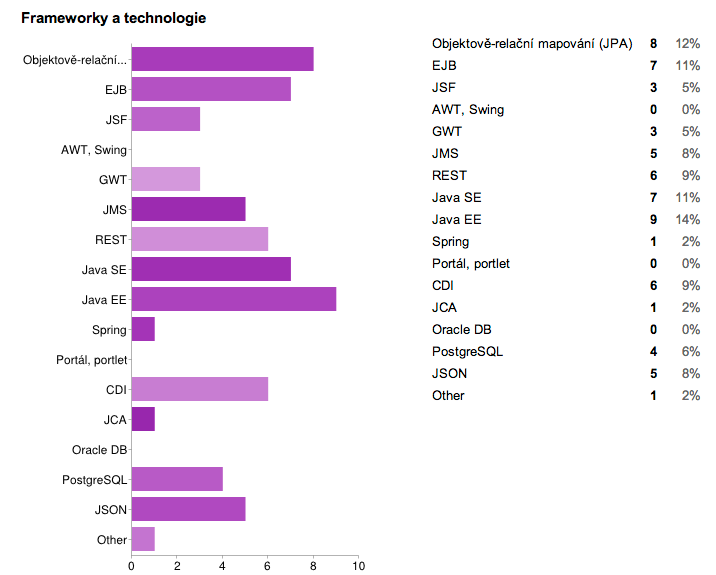 Frameworky a technologie
Objektově-relační...
EJB
JSF
AWT, Swing
GWT
JMS
REST
Java SE
Java EE
Spring
Portál, portlet
CDI
JCA
Oracle DB
PostgreSQL
JSON
Other
0 2 4 6 8 10
Objektově-relační mapování (JPA) 8 12%
EJB 7 11%
JSF 3 5%
AWT, Swing 0 0%
GWT 3 5%
JMS 5 8%
REST 6 9%
Java SE 7 11%
Java EE 9 14%
Spring 1 2%
Portál, portlet 0 0%
CDI 6 9%
JCA 1 2%
Oracle DB 0 0%
PostgreSQL 4 6%
JSON 5 8%
Other 1 2%